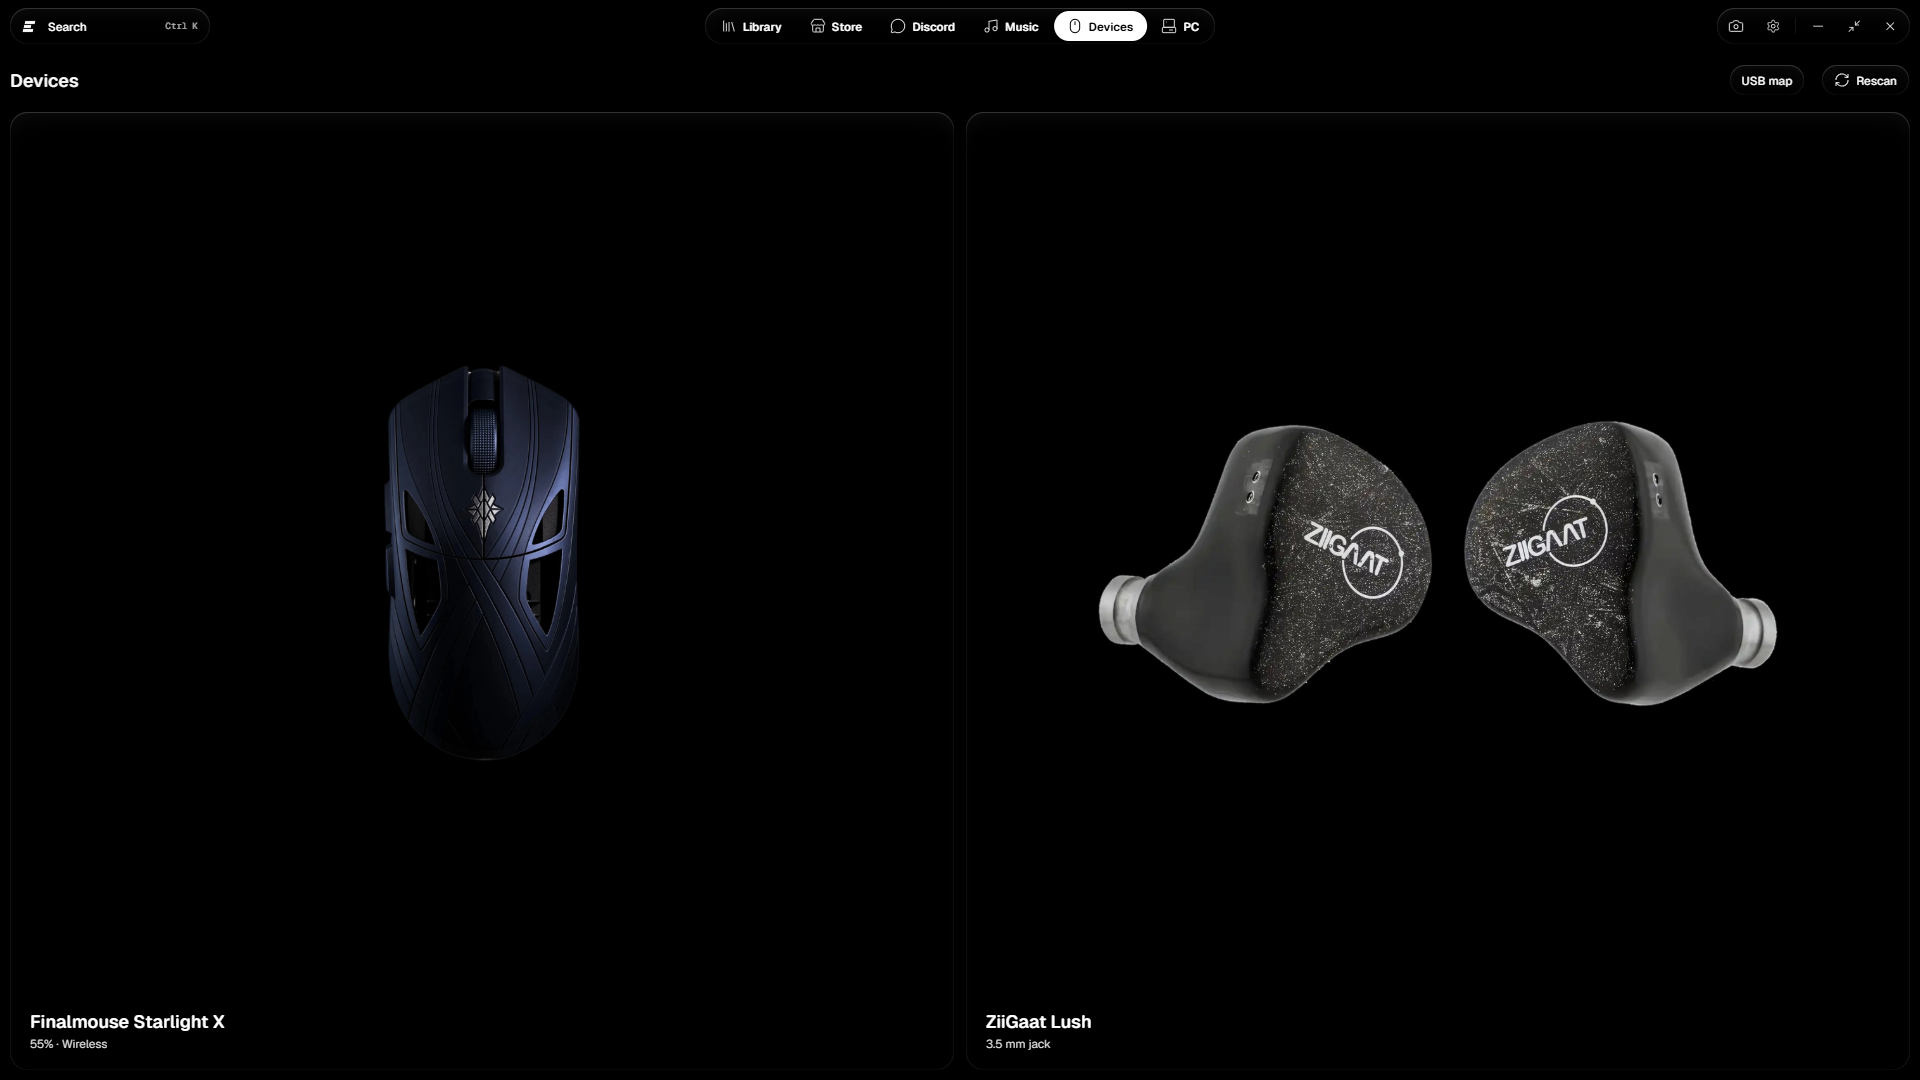 Search
Ctrl K
Library
Store
Discord
Music
Devices
PC
Devices
USB map
Rescan
ZIIGAAT
ZIIGAAT
Finalmouse Starlight X
55% · Wireless
ZiiGaat Lush
3.5 mm jack